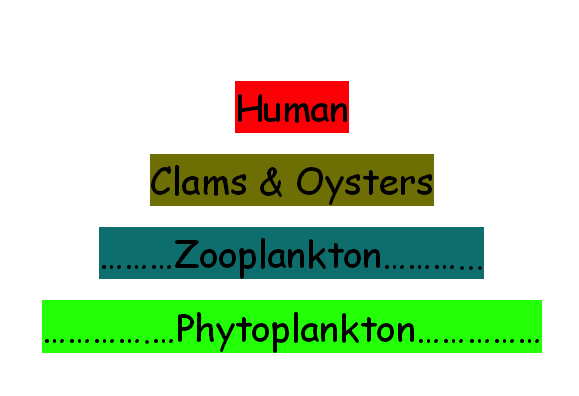 Human
Clams & Oysters
………Zooplankton………...
………….…Phytoplankton……………